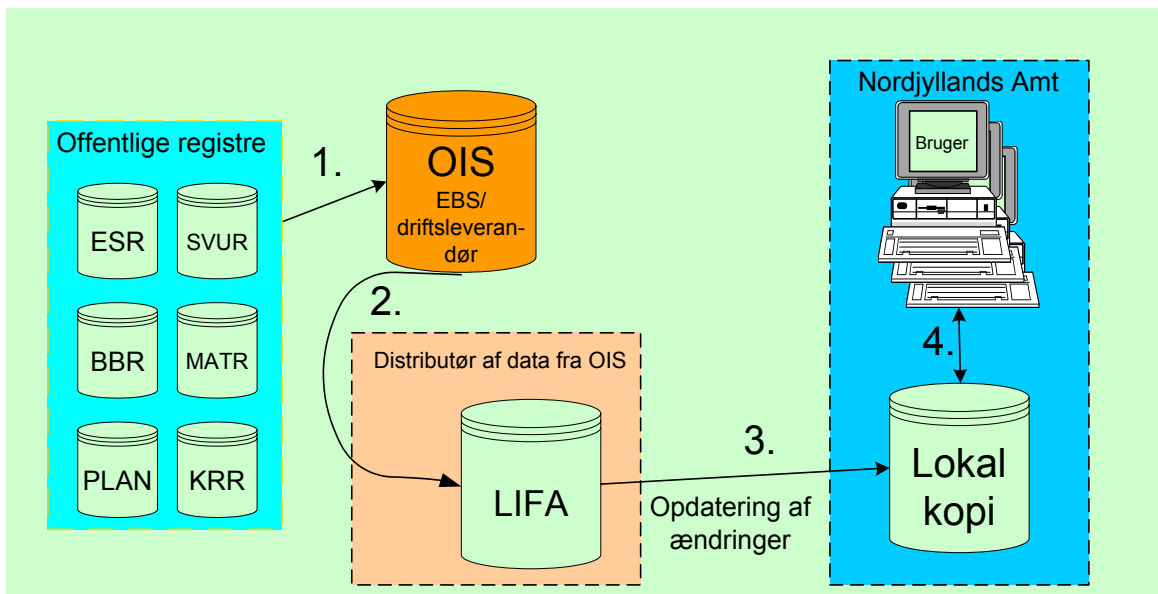 Offentlige registre
ESR
SVUR
BBR
MATR
PLAN
KRR
1.
OIS
EBS/
driftsleveran-
dør
2.
Distributør af data fra OIS
LIFA
3.
Opdatering af
ændringer
Nordjyllands Amt
Bruger
4.
Lokal
kopi